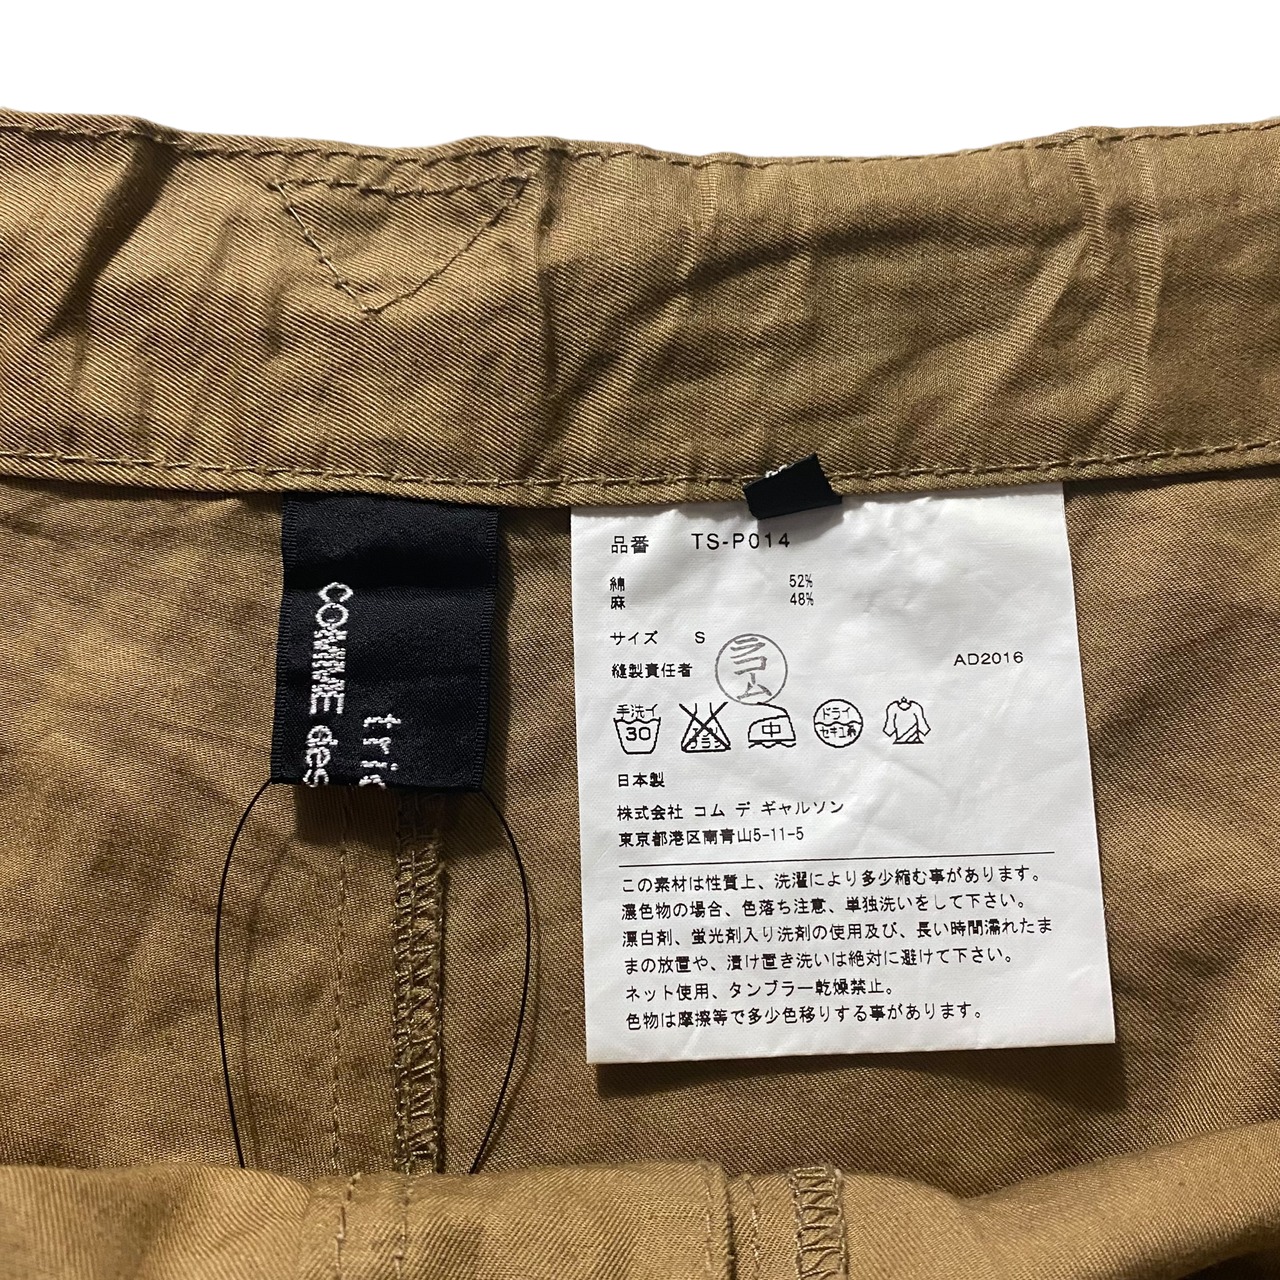 COMME des
tric
品番 TS-P014
綿 52%
麻 48%
サイズ S
縫製責任者 ラコーム AD2016
手洗イ 30 エンソサラシ 中 ドライ セキユ系
日本製
株式会社 コム デ ギャルソン
東京都港区南青山5-11-5
この素材は性質上、洗濯により多少縮む事があります。
濃色物の場合、色落ち注意、単独洗いをして下さい。
漂白剤、蛍光剤入り洗剤の使用及び、長い時間濡れたま
まの放置や、漬け置き洗いは絶対に避けて下さい。
ネット使用、タンブラー乾燥禁止。
色物は摩擦等で多少色移りする事があります。